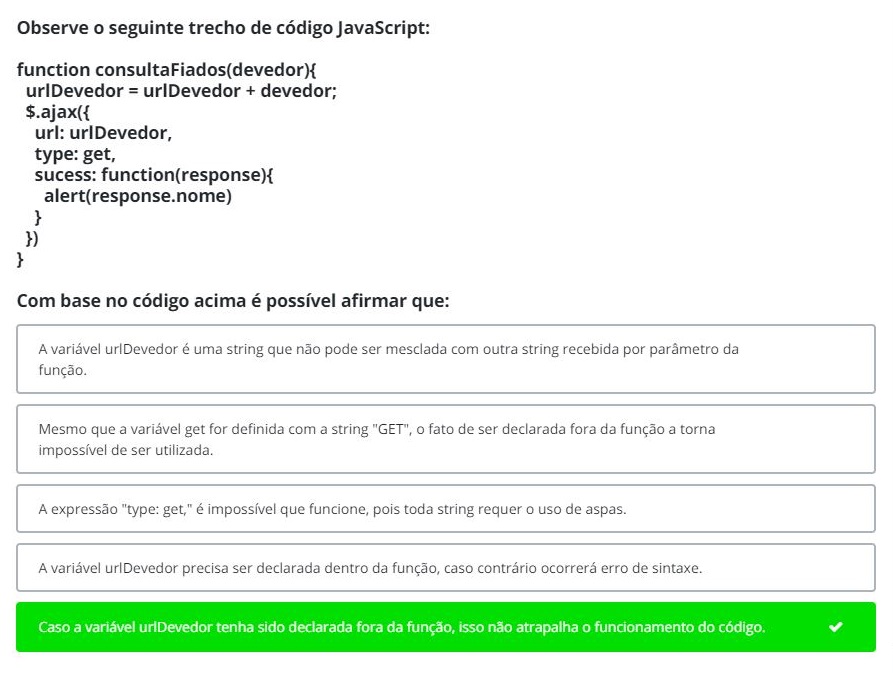 Observe o seguinte trecho de código JavaScript:
function consultaFiados(devedor){
urlDevedor = urlDevedor + devedor;
$.ajax({
url: urlDevedor,
type: get,
sucess: function(response){
alert(response.nome)
}
})
}
Com base no código acima é possível afirmar que:
A variável urlDevedor é uma string que não pode ser mesclada com outra string recebida por parâmetro da
função.
Mesmo que a variável get for definida com a string "GET", o fato de ser declarada fora da função a torna
impossível de ser utilizada.
A expressão "type: get," é impossível que funcione, pois toda string requer o uso de aspas.
A variável urlDevedor precisa ser declarada dentro da função, caso contrário ocorrerá erro de sintaxe.
Caso a variável urlDevedor tenha sido declarada fora da função, isso não atrapalha o funcionamento do código.